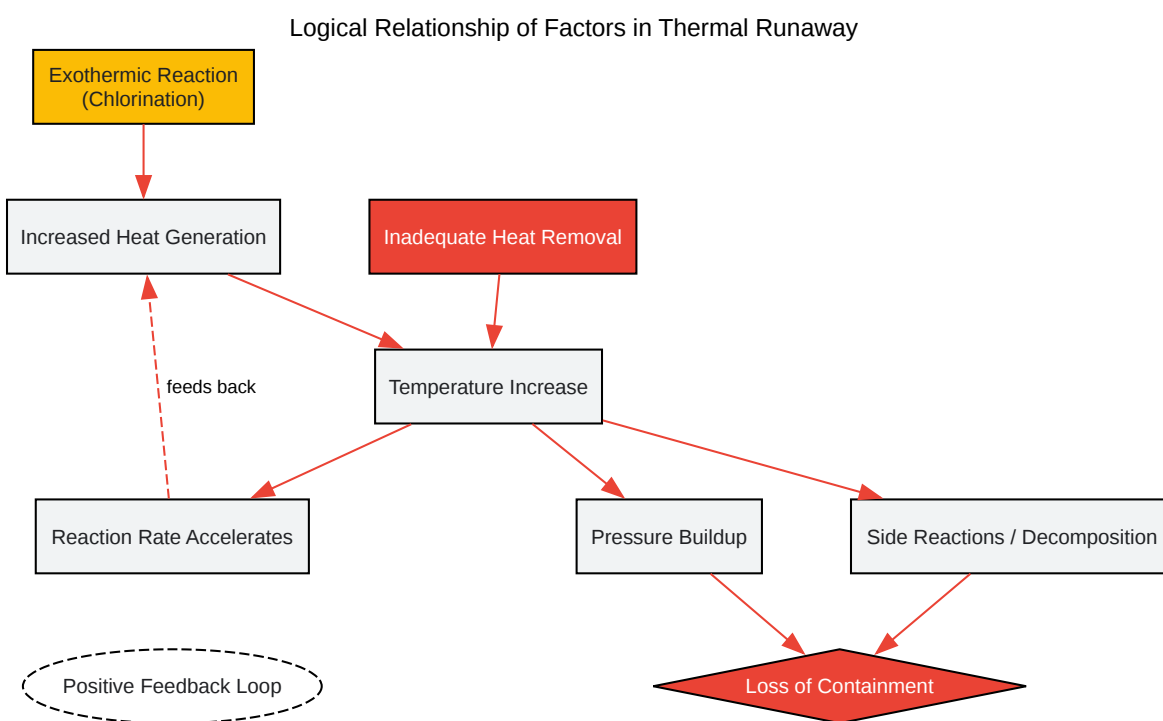 Logical Relationship of Factors in Thermal Runaway
Exothermic Reaction
(Chlorination)
Increased Heat Generation
Inadequate Heat Removal
Temperature Increase
feeds back
Reaction Rate Accelerates
Pressure Buildup
Side Reactions / Decomposition
Positive Feedback Loop
Loss of Containment